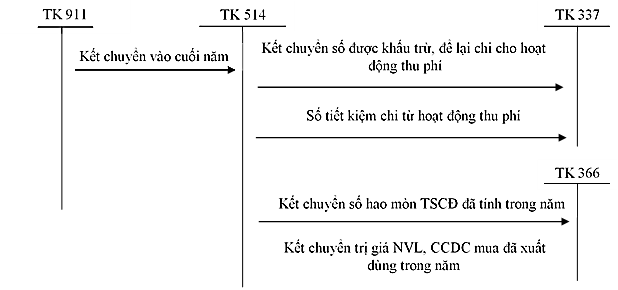 TK 911
TK 514
TK 337
Kết chuyển vào cuối năm
Kết chuyển số được khấu trừ, để lại chi cho hoạt
động thu phí
Số tiết kiệm chi từ hoạt động thu phí
TK 366
Kết chuyển số hao mòn TSCĐ đã tính trong năm
Kết chuyển trị giá NVL, CCDC mua đã xuất
dùng trong năm